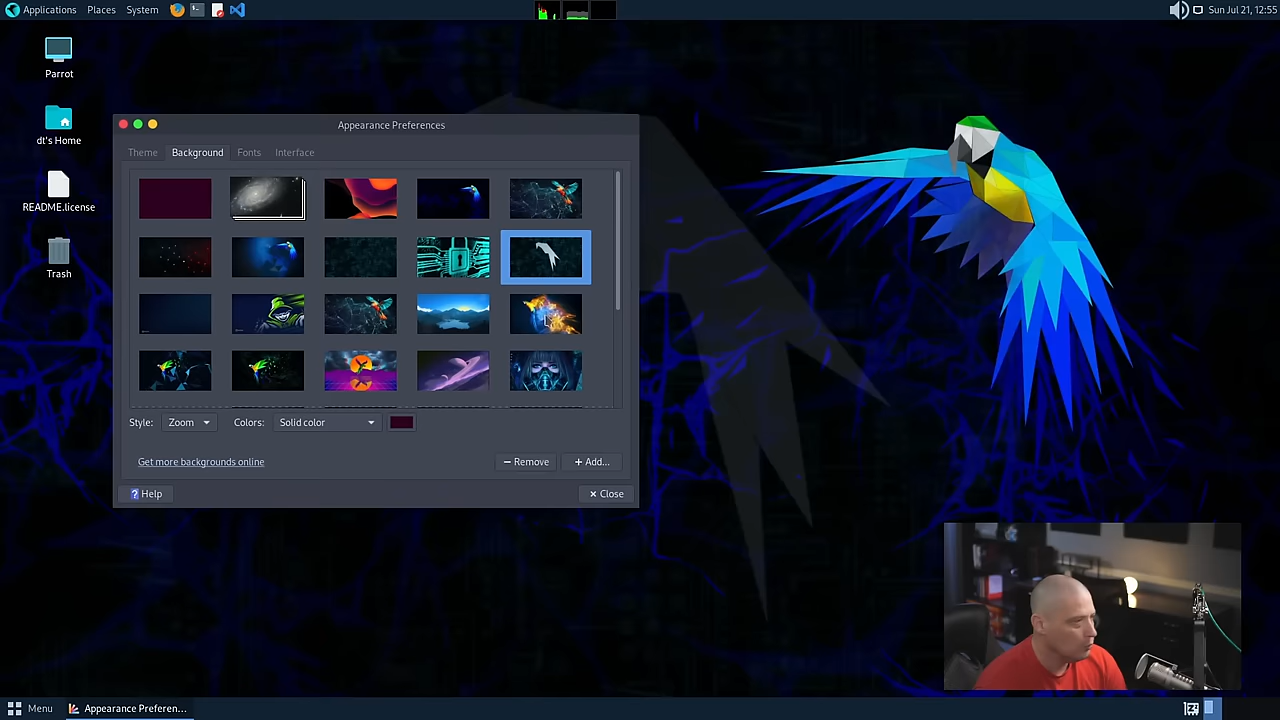 Applications Places System
Sun Jul 21, 12:55
Parrot
dt's Home
README.license
Trash
Appearance Preferences
Theme Background Fonts Interface
Style: Zoom Colors: Solid color
Get more backgrounds online
Remove
Add...
Help
Close
Menu
Appearance Preferen...